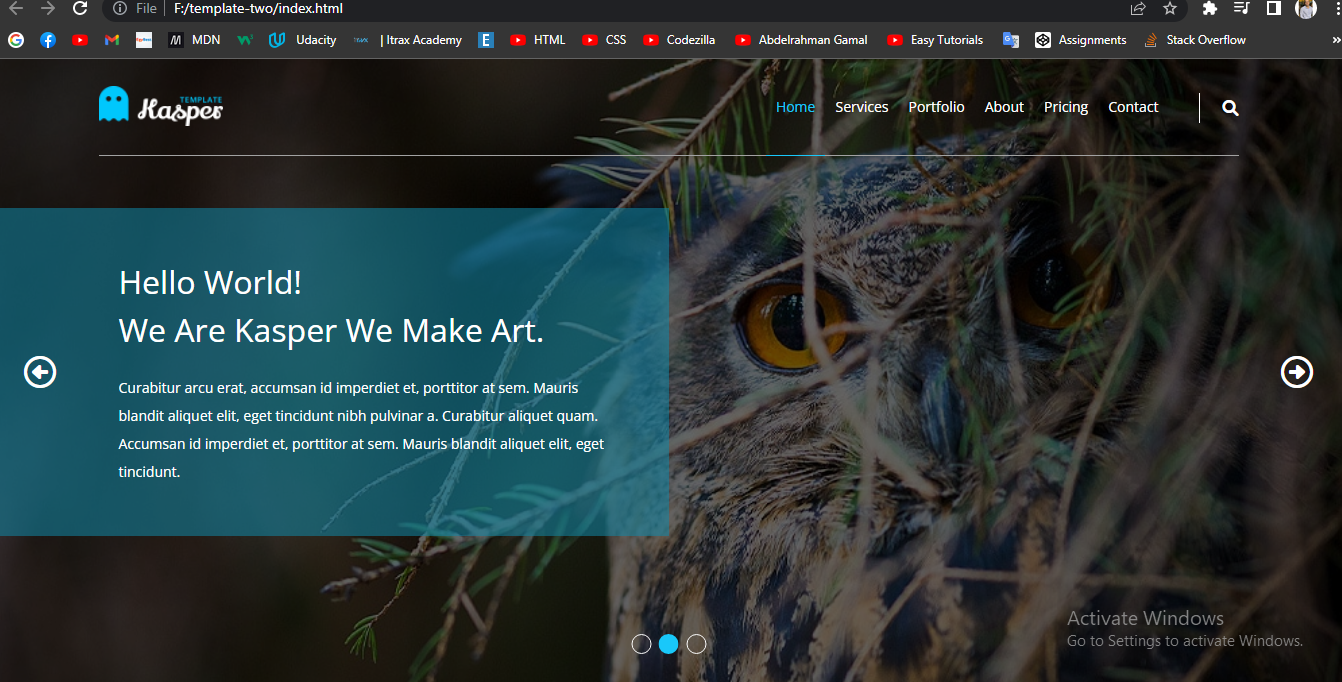 File F:/template-two/index.html
MDN Udacity | Itrax Academy HTML CSS Codezilla Abdelrahman Gamal Easy Tutorials Assignments Stack Overflow »
TEMPLATE
Kasper
Home Services Portfolio About Pricing Contact
Hello World!
We Are Kasper We Make Art.
Curabitur arcu erat, accumsan id imperdiet et, porttitor at sem. Mauris
blandit aliquet elit, eget tincidunt nibh pulvinar a. Curabitur aliquet quam.
Accumsan id imperdiet et, porttitor at sem. Mauris blandit aliquet elit, eget
tincidunt.
Activate Windows
Go to Settings to activate Windows.